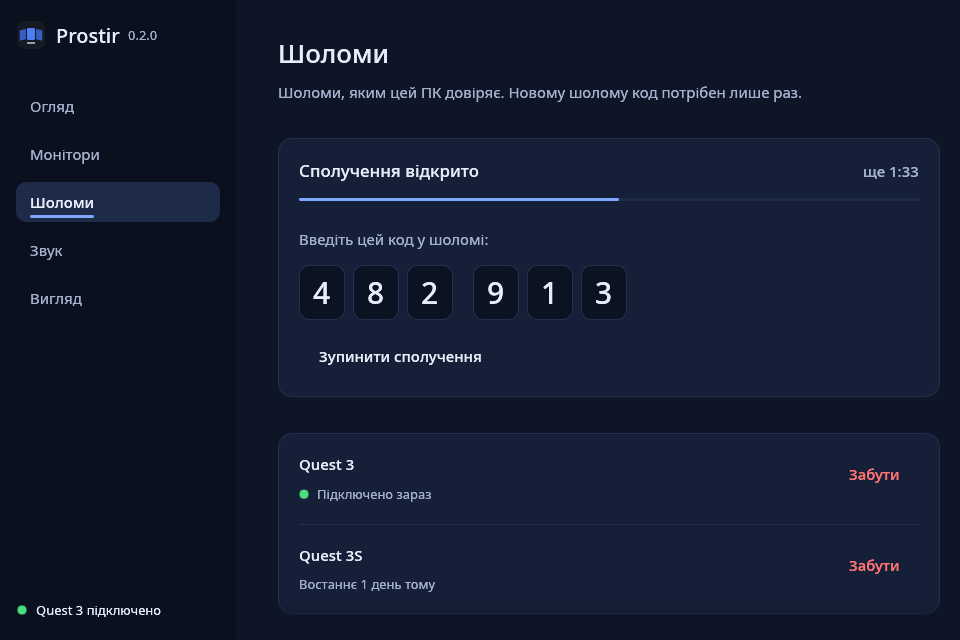 Prostir 0.2.0
Огляд
Монітори
Шоломи
Звук
Вигляд
Quest 3 підключено
Шоломи
Шоломи, яким цей ПК довіряє. Новому шолому код потрібен лише раз.
Сполучення відкрито
ще 1:33
Введіть цей код у шоломі:
4 8 2 9 1 3
Зупинити сполучення
Quest 3
Підключено зараз
Забути
Quest 3S
Востаннє 1 день тому
Забути